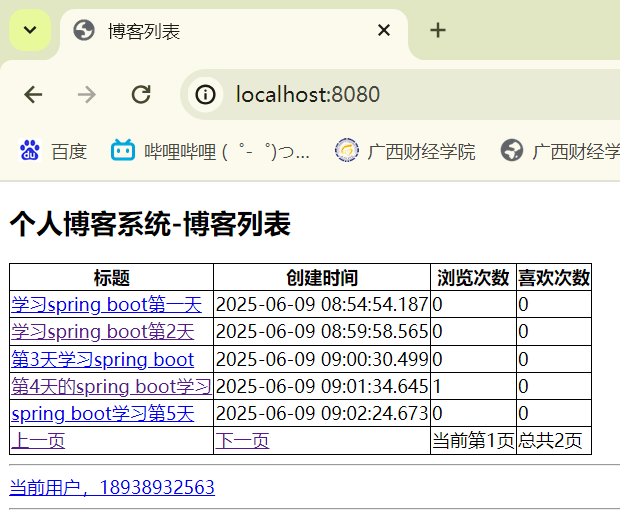 博客列表
localhost:8080
百度
哔哩哔哩 (゜-゜)つ...
广西财经学院
广西财经学
个人博客系统-博客列表
标题 创建时间 浏览次数 喜欢次数
学习spring boot第一天 2025-06-09 08:54:54.187 0 0
学习spring boot第2天 2025-06-09 08:59:58.565 0 0
第3天学习spring boot 2025-06-09 09:00:30.499 0 0
第4天的spring boot学习 2025-06-09 09:01:34.645 1 0
spring boot学习第5天 2025-06-09 09:02:24.673 0 0
上一页 下一页 当前第1页 总共2页
当前用户，18938932563